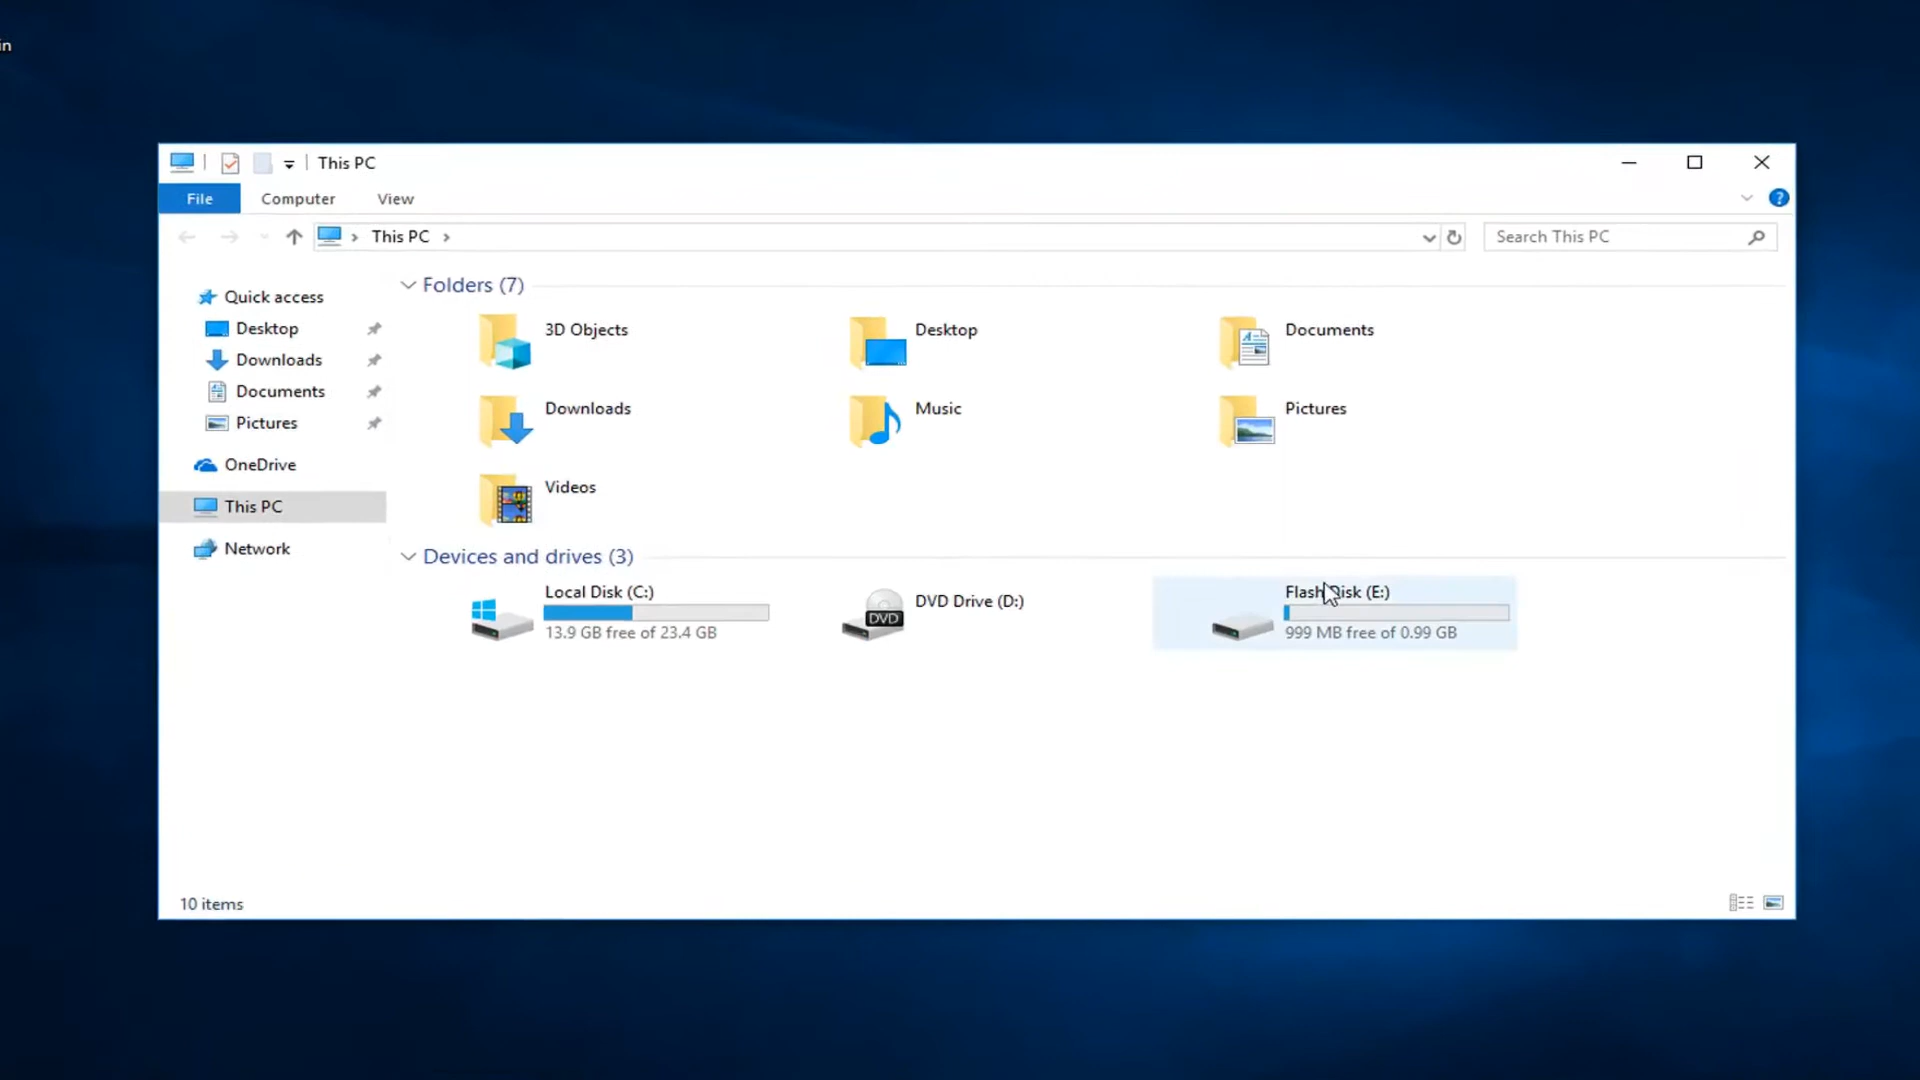 in
This PC
File Computer View
This PC
Search This PC
Quick access
Desktop
Downloads
Documents
Pictures
OneDrive
This PC
Network
Folders (7)
3D Objects
Desktop
Documents
Downloads
Music
Pictures
Videos
Devices and drives (3)
Local Disk (C:)
13.9 GB free of 23.4 GB
DVD
DVD Drive (D:)
Flash Disk (E:)
999 MB free of 0.99 GB
10 items